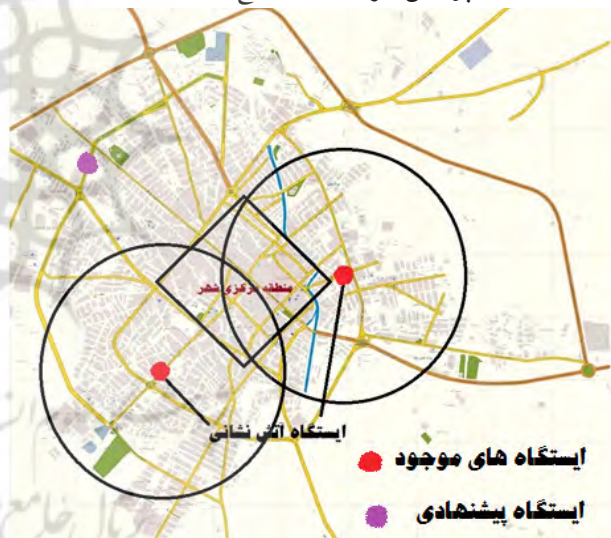 منطقه مرکزی شهر
ایستگاه آتش نشانی
ایستگاه های موجود
ایستگاه پیشنهادی